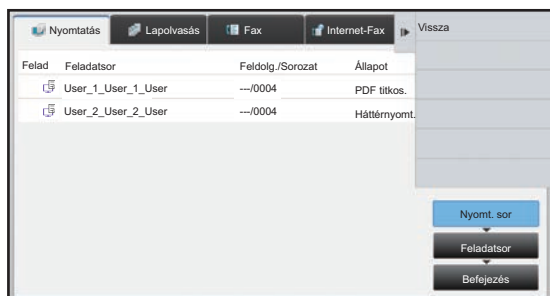 Nyomtatás Lapolvasás Fax Internet-Fax Vissza
Felad Feladatsor Feldolg./Sorozat Állapot
User_1_User_1_User ---/0004 PDF titkos.
User_2_User_2_User ---/0004 Háttérnyomt.
Nyomt. sor
Feladatsor
Befejezés